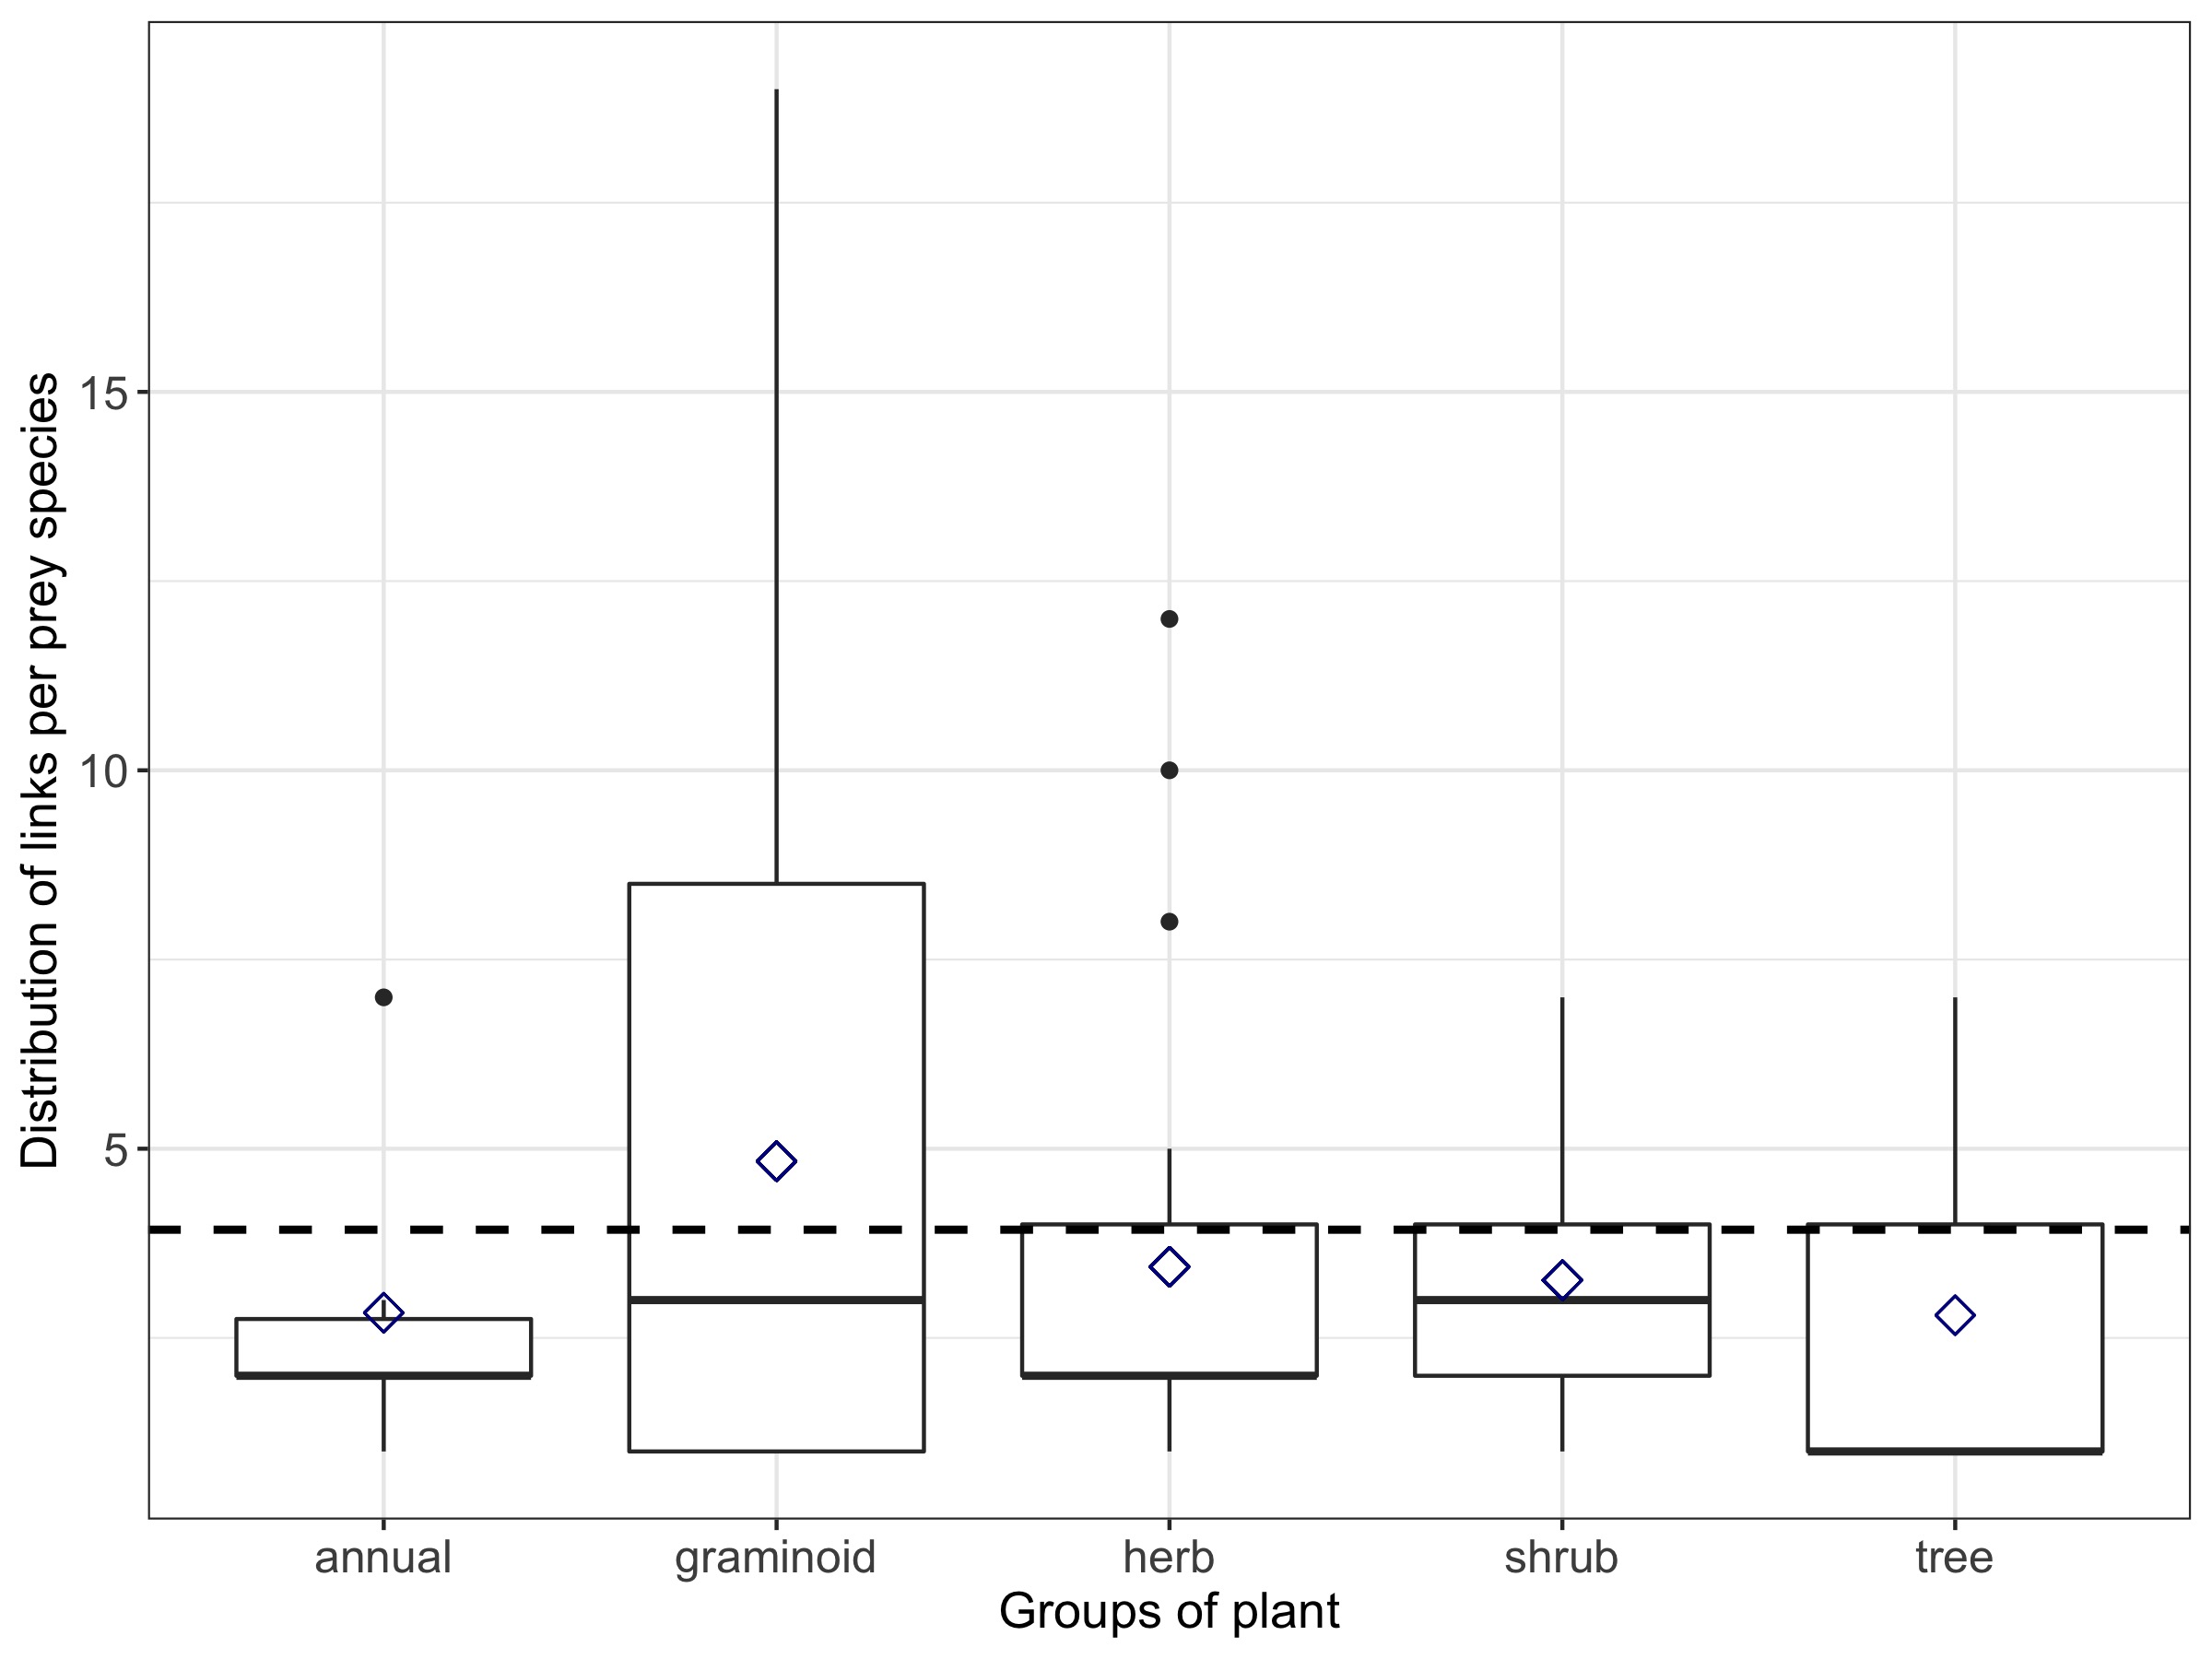 Distribution of links per prey species
15
10
5
annual
graminoid
herb
shrub
tree
Groups of plant